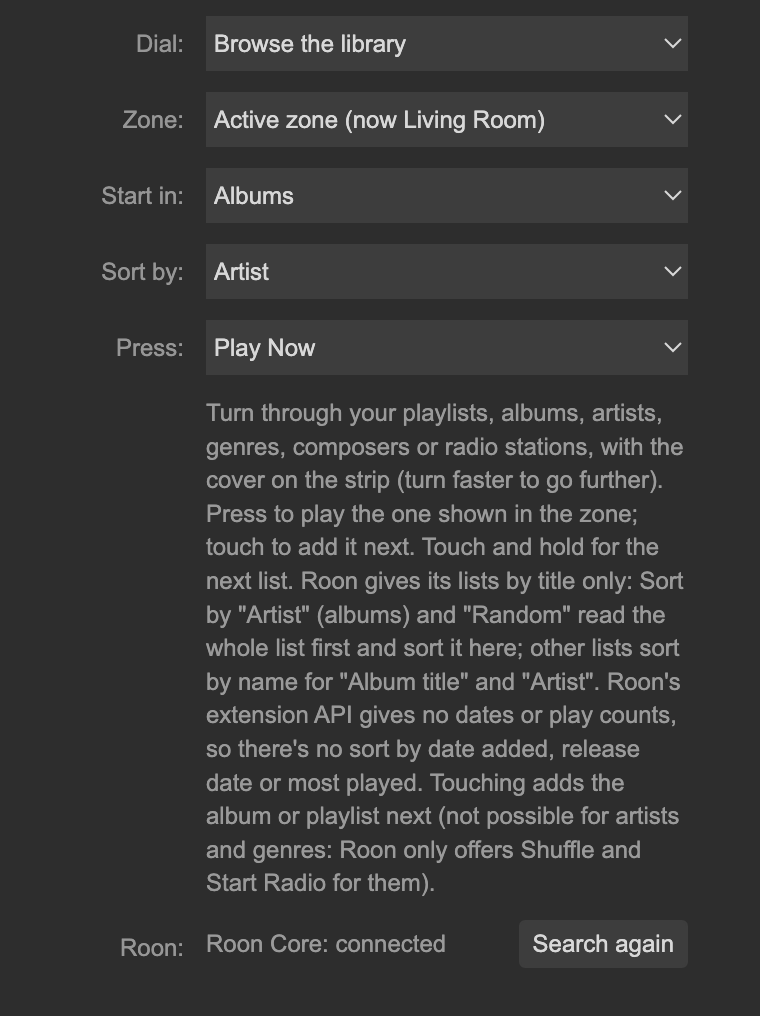 Dial: Browse the library
Zone: Active zone (now Living Room)
Start in: Albums
Sort by: Artist
Press: Play Now
Turn through your playlists, albums, artists,
genres, composers or radio stations, with the
cover on the strip (turn faster to go further).
Press to play the one shown in the zone;
touch to add it next. Touch and hold for the
next list. Roon gives its lists by title only: Sort
by "Artist" (albums) and "Random" read the
whole list first and sort it here; other lists sort
by name for "Album title" and "Artist". Roon's
extension API gives no dates or play counts,
so there's no sort by date added, release
date or most played. Touching adds the
album or playlist next (not possible for artists
and genres: Roon only offers Shuffle and
Start Radio for them).
Roon: Roon Core: connected Search again